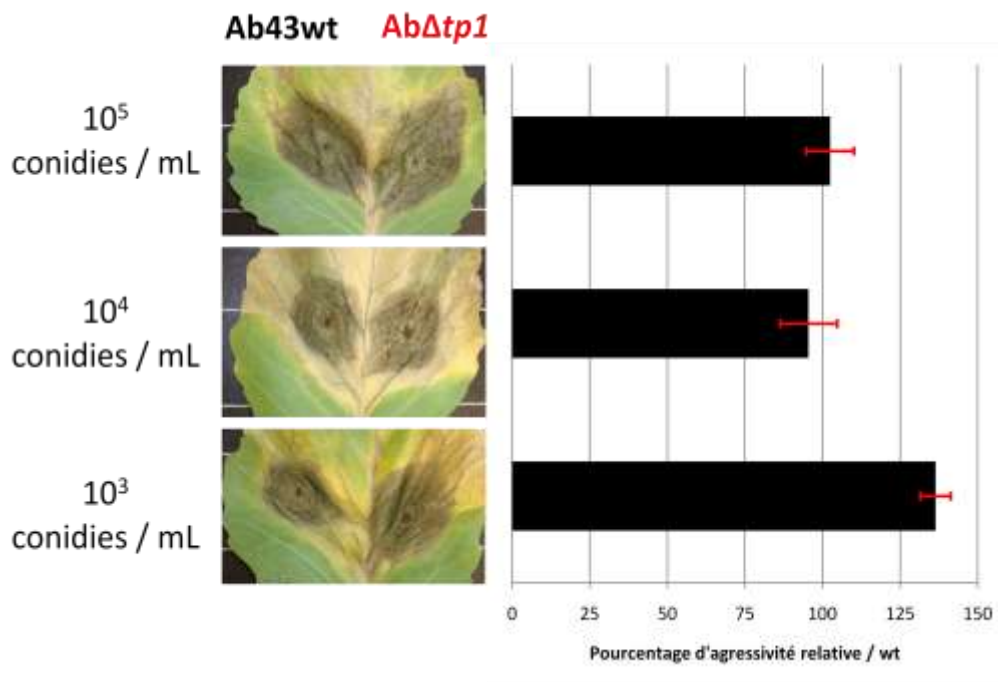 Ab43wt AbΔtp1
10⁵
conidies / mL
10⁴
conidies / mL
10³
conidies / mL
0 25 50 75 100 125 150
Pourcentage d'agressivité relative / wt